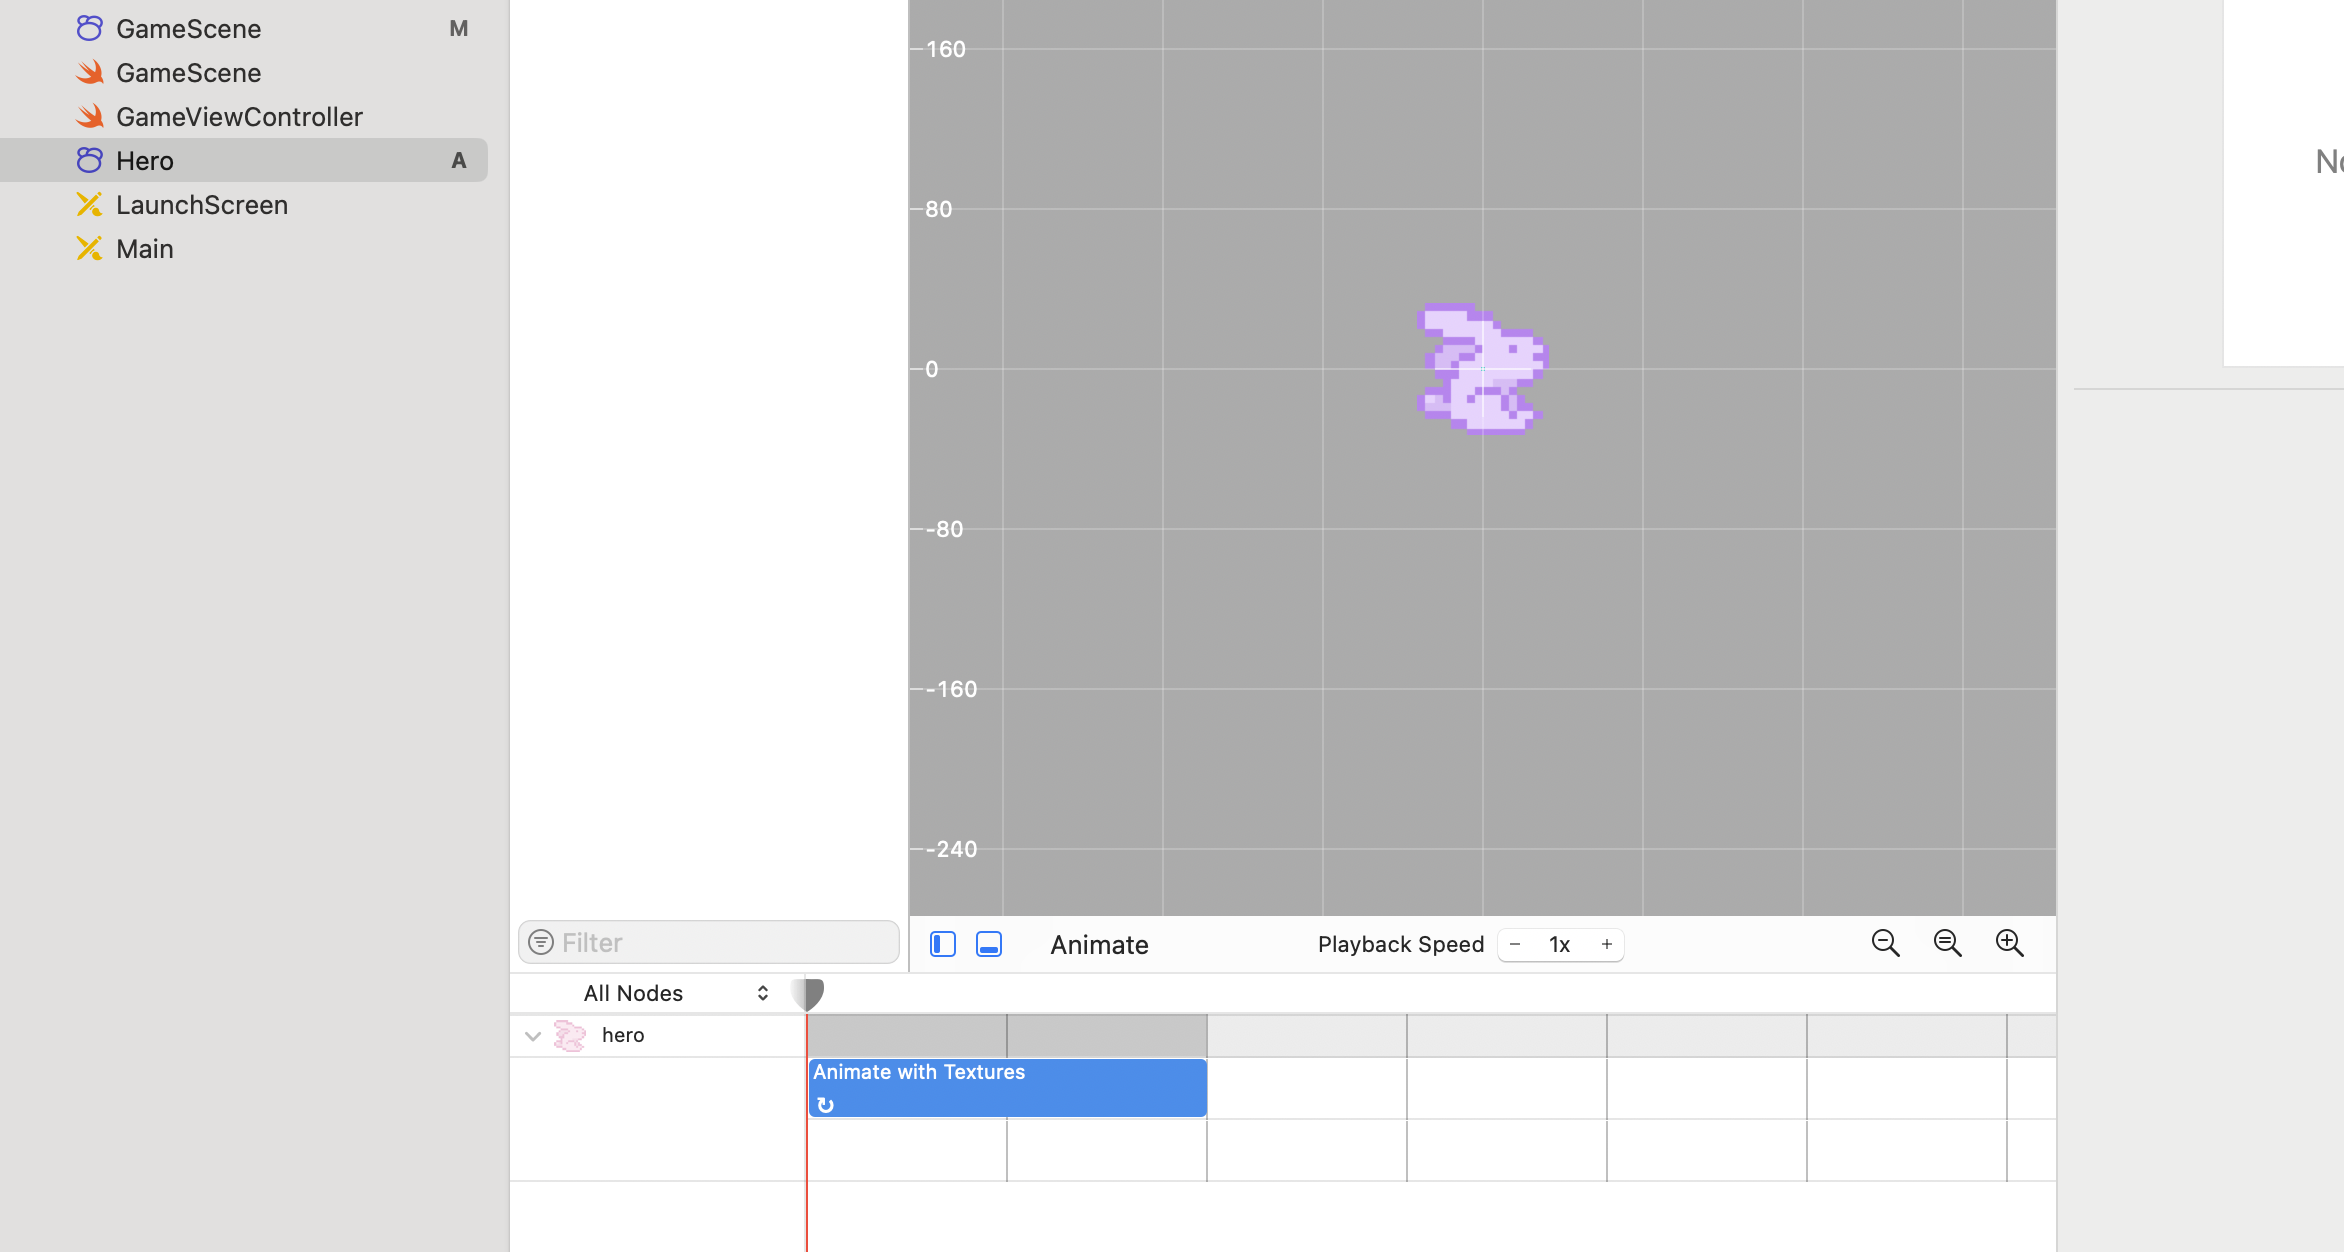 GameScene M
GameScene
GameViewController
Hero A
LaunchScreen
Main
160
80
0
-80
-160
-240
Filter
Animate
Playback Speed − 1x +
All Nodes
hero
Animate with Textures